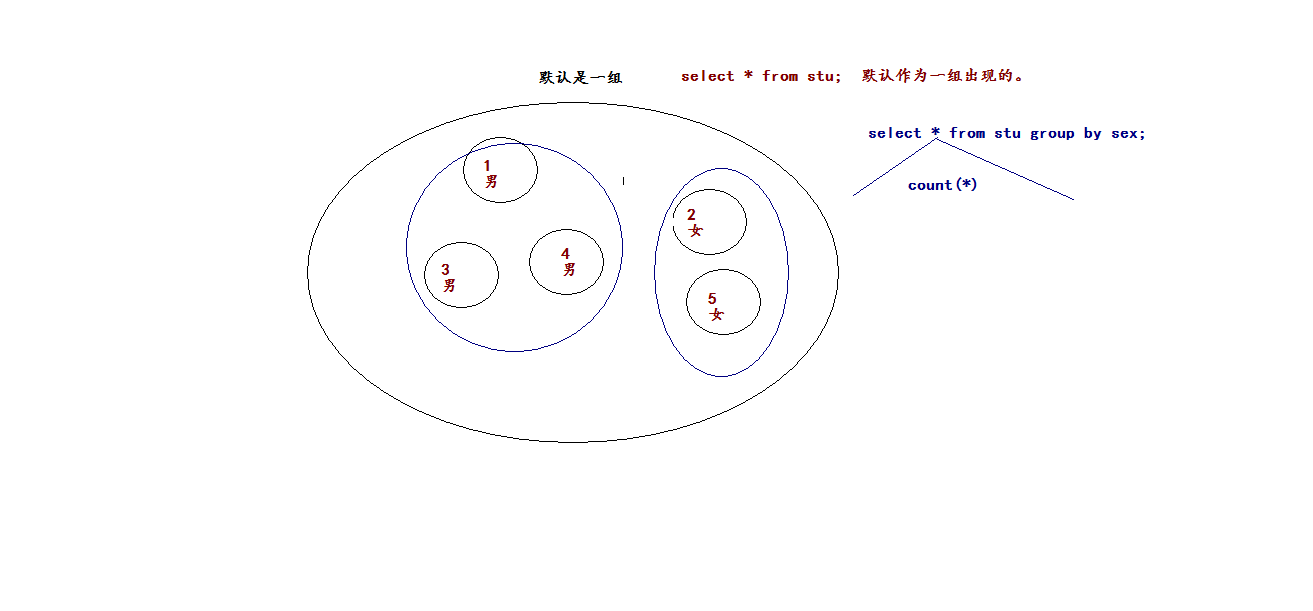 默认是一组
select * from stu; 默认作为一组出现的。
select * from stu group by sex;
count(*)
1
男
2
女
3
男
4
男
5
女